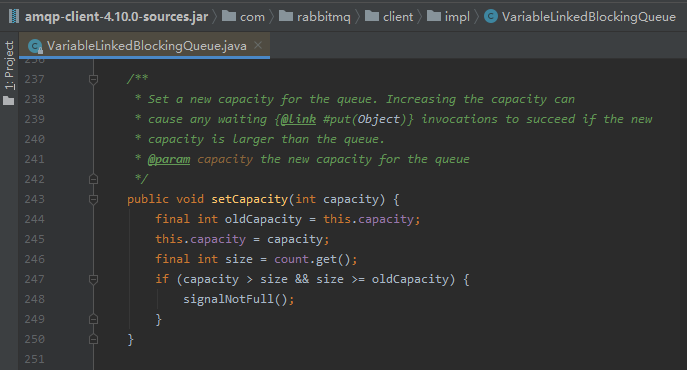 amqp-client-4.10.0-sources.jar com rabbitmq client impl VariableLinkedBlockingQueue
VariableLinkedBlockingQueue.java
1: Project
236
237 /**
238 * Set a new capacity for the queue. Increasing the capacity can
239 * cause any waiting {@link #put(Object)} invocations to succeed if the new
240 * capacity is larger than the queue.
241 * @param capacity the new capacity for the queue
242 */
243 public void setCapacity(int capacity) {
244 final int oldCapacity = this.capacity;
245 this.capacity = capacity;
246 final int size = count.get();
247 if (capacity > size && size >= oldCapacity) {
248 signalNotFull();
249 }
250 }
251